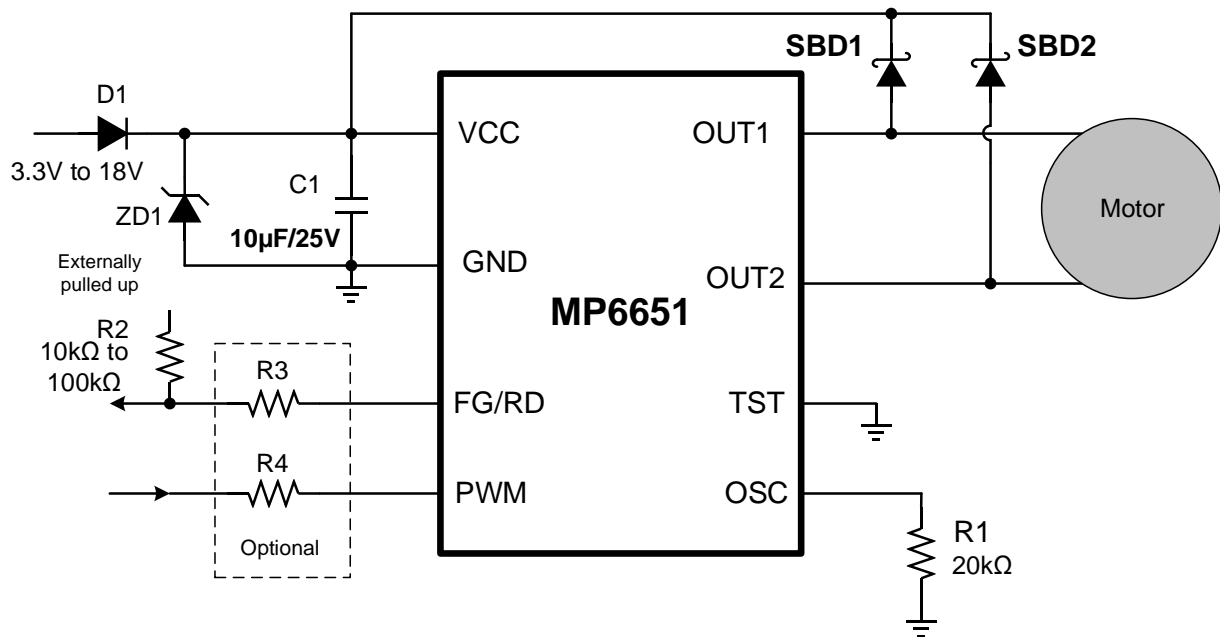 SBD1
SBD2
D1
3.3V to 18V
ZD1
C1
10µF/25V
VCC
OUT1
Motor
GND
OUT2
MP6651
Externally
pulled up
R2
10kΩ to
100kΩ
R3
FG/RD
TST
R4
PWM
OSC
Optional
R1
20kΩ